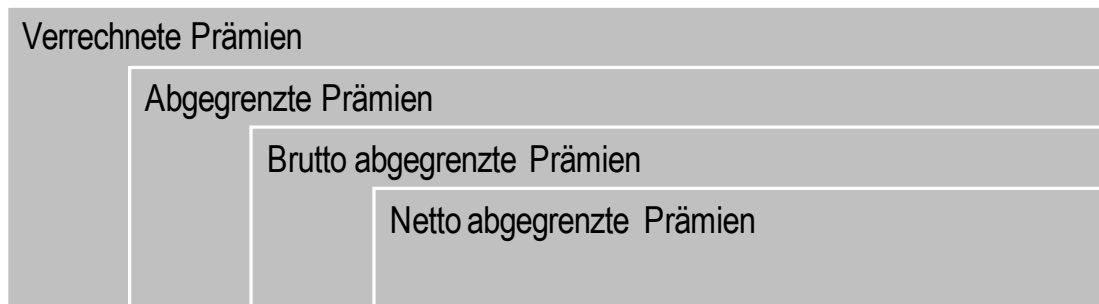 Verrechnete Prämien
Abgegrenzte Prämien
Brutto abgegrenzte Prämien
Netto abgegrenzte Prämien